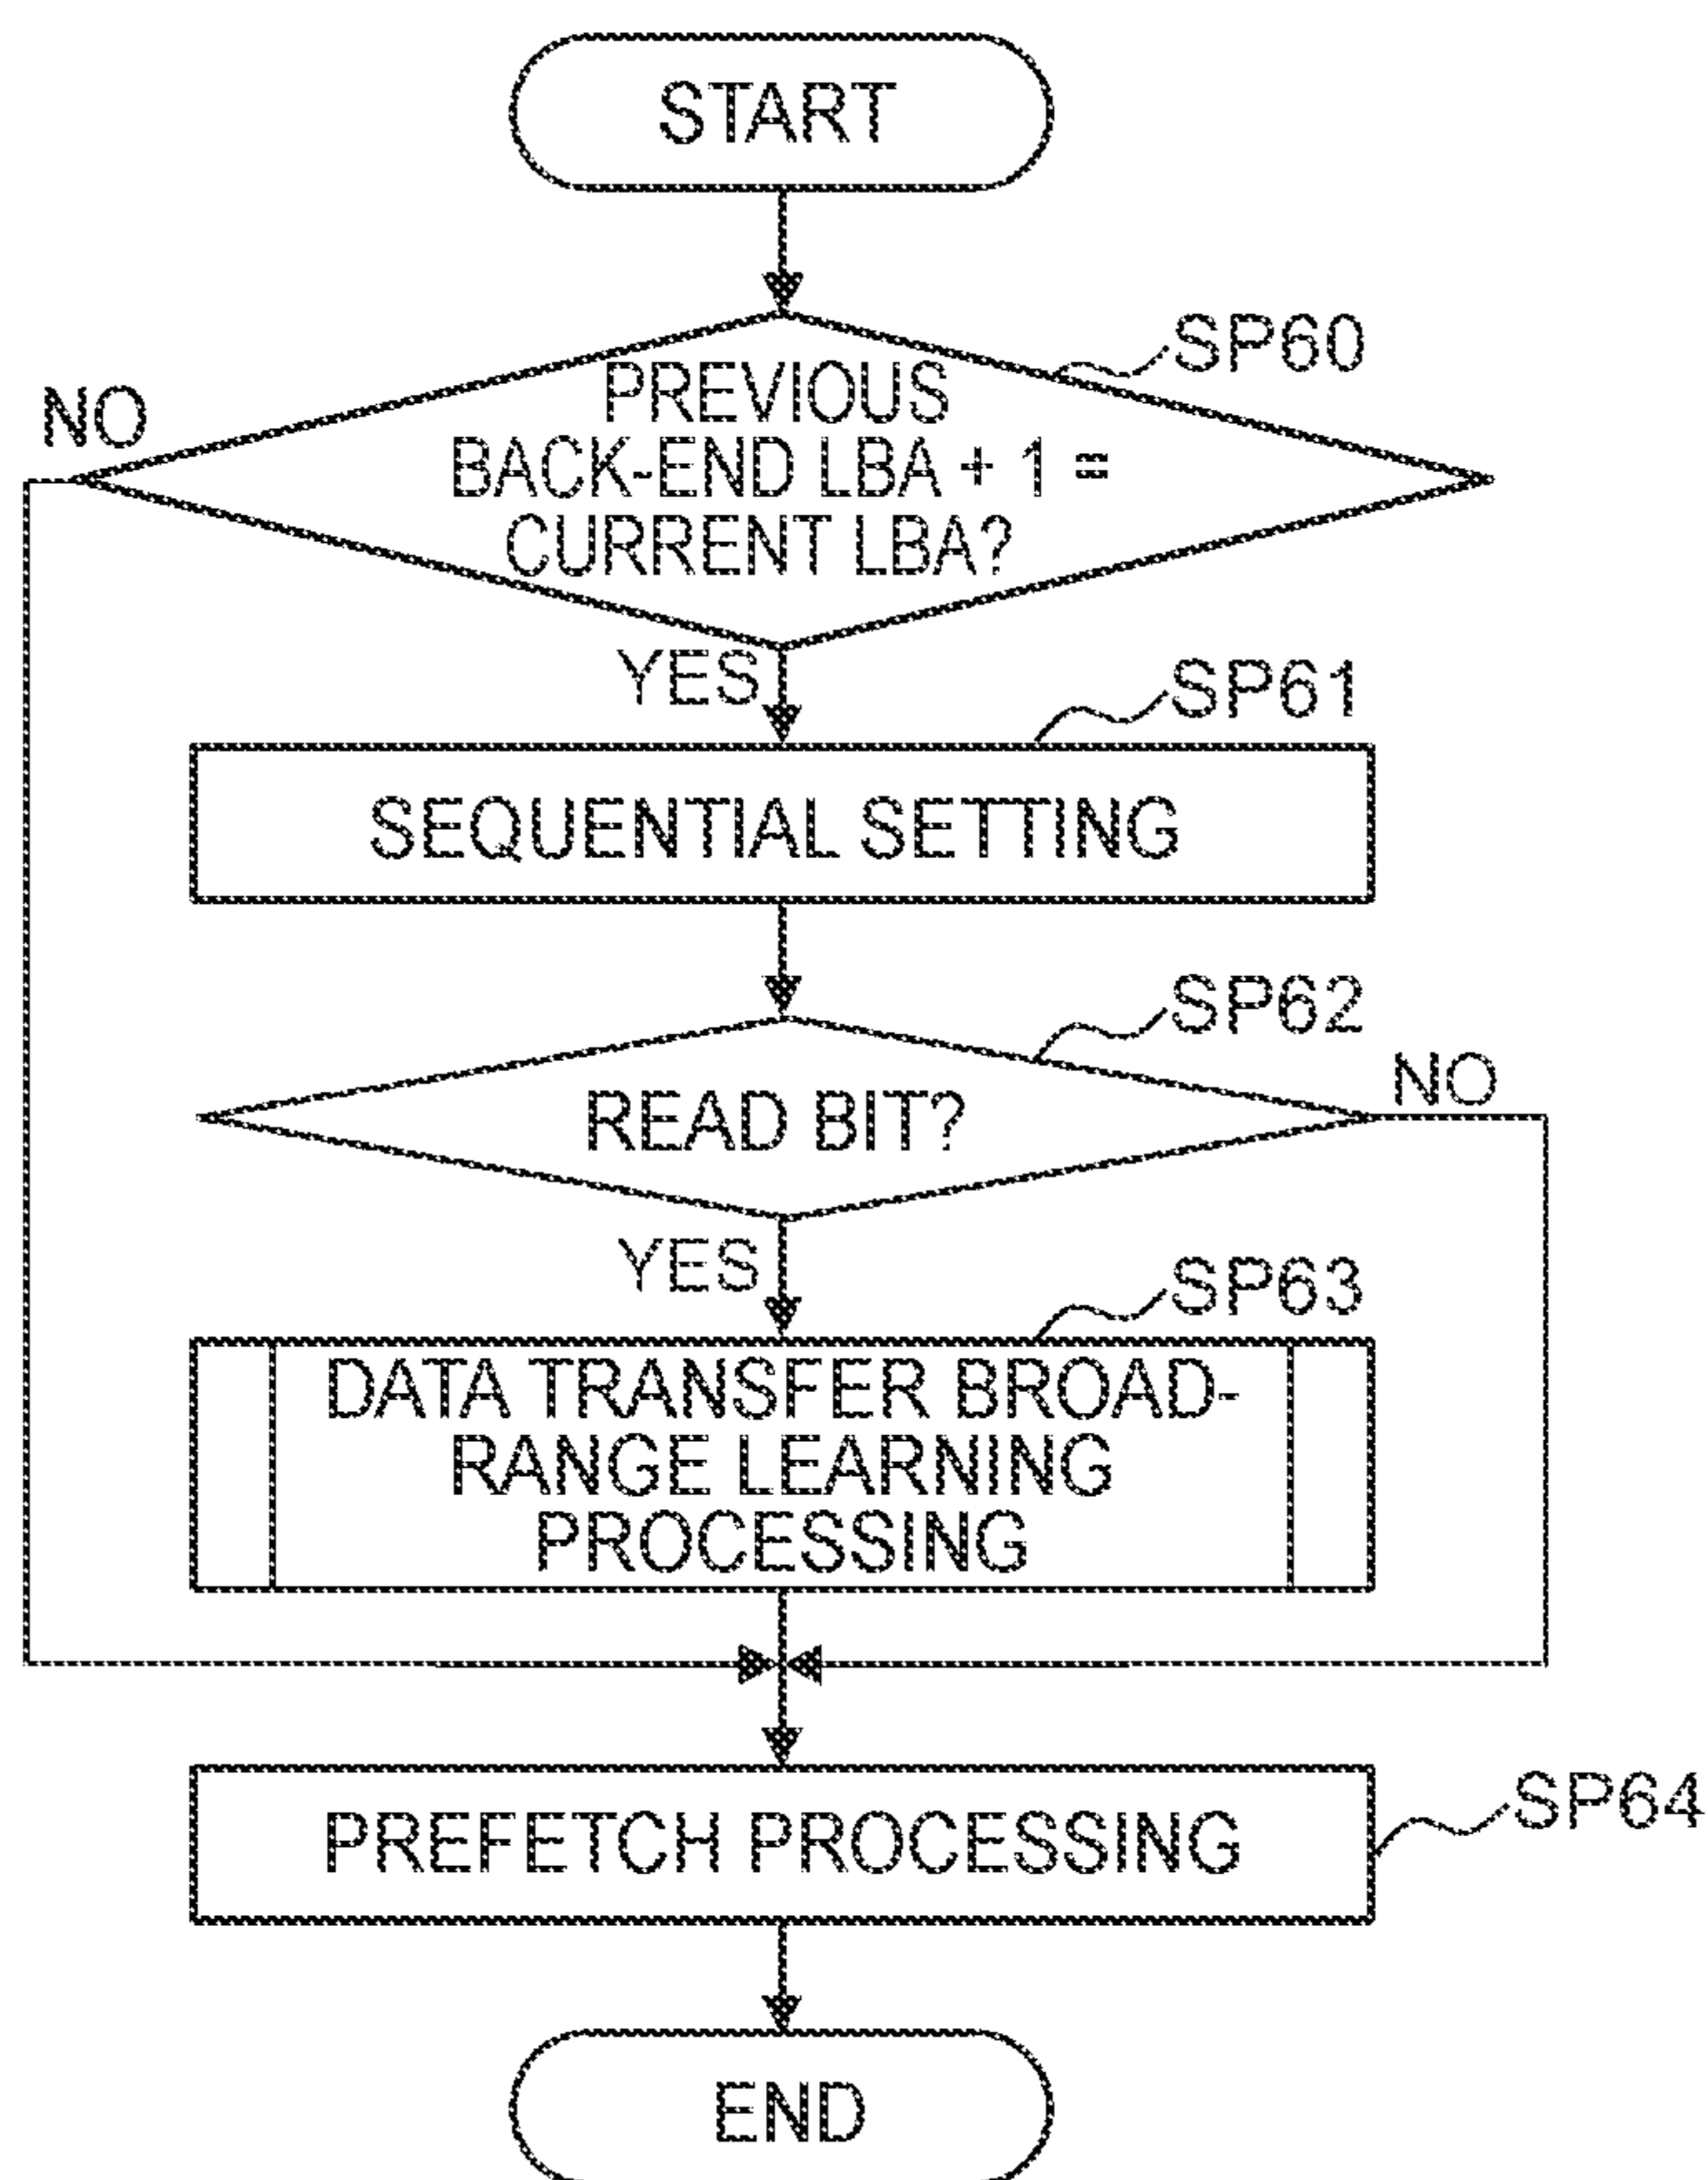 START
SP60
NO
PREVIOUS
BACK-END LBA + 1 =
CURRENT LBA?
YES
SP61
SEQUENTIAL SETTING
SP62
NO
READ BIT?
YES
SP63
DATA TRANSFER BROAD-
RANGE LEARNING
PROCESSING
PREFETCH PROCESSING
SP64
END